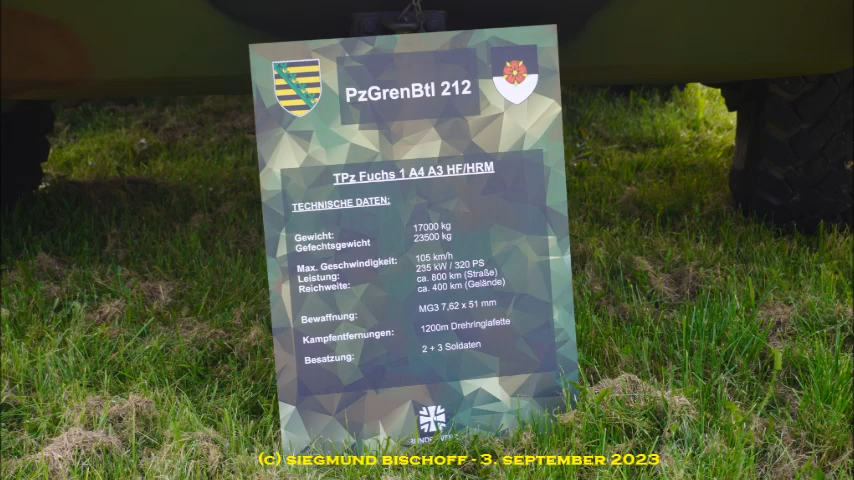 PzGrenBtl 212
TPz Fuchs 1 A4 A3 HF/HRM
TECHNISCHE DATEN:
Gewicht: 17000 kg
Gefechtsgewicht 23500 kg
Max. Geschwindigkeit: 105 km/h
Leistung: 235 kW / 320 PS
Reichweite: ca. 800 km (Straße)
ca. 400 km (Gelände)
Bewaffnung: MG3 7,62 x 51 mm
Kampfentfernungen: 1200m Drehringlafette
Besatzung: 2 + 3 Soldaten
(c) SIEGMUND BISCHOFF - 3. SEPTEMBER 2023